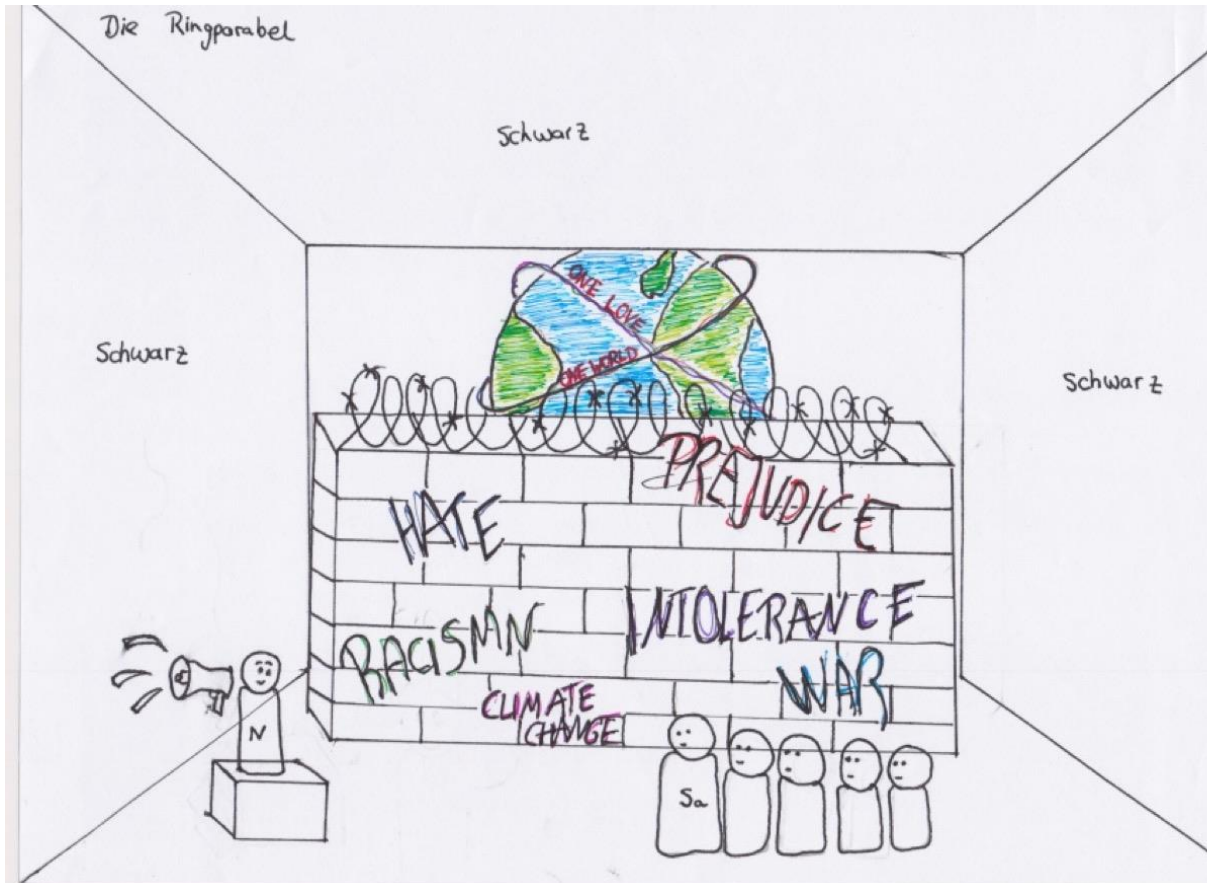 Die Ringparabel
Schwarz
Schwarz
Schwarz
ONE LOVE
ONE WORLD
PREJUDICE
HATE
INTOLERANCE
RACISMN
WAR
CLIMATE
CHANGE
N
Sa